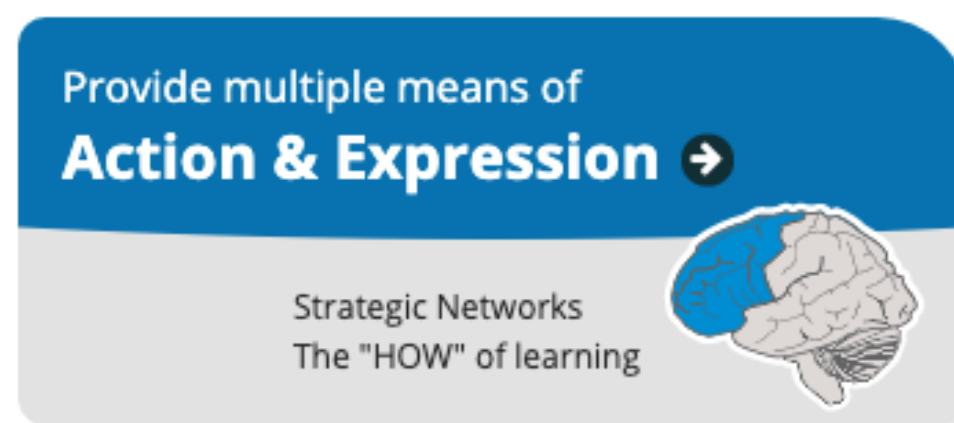 Provide multiple means of
Action & Expression
Strategic Networks
The "HOW" of learning